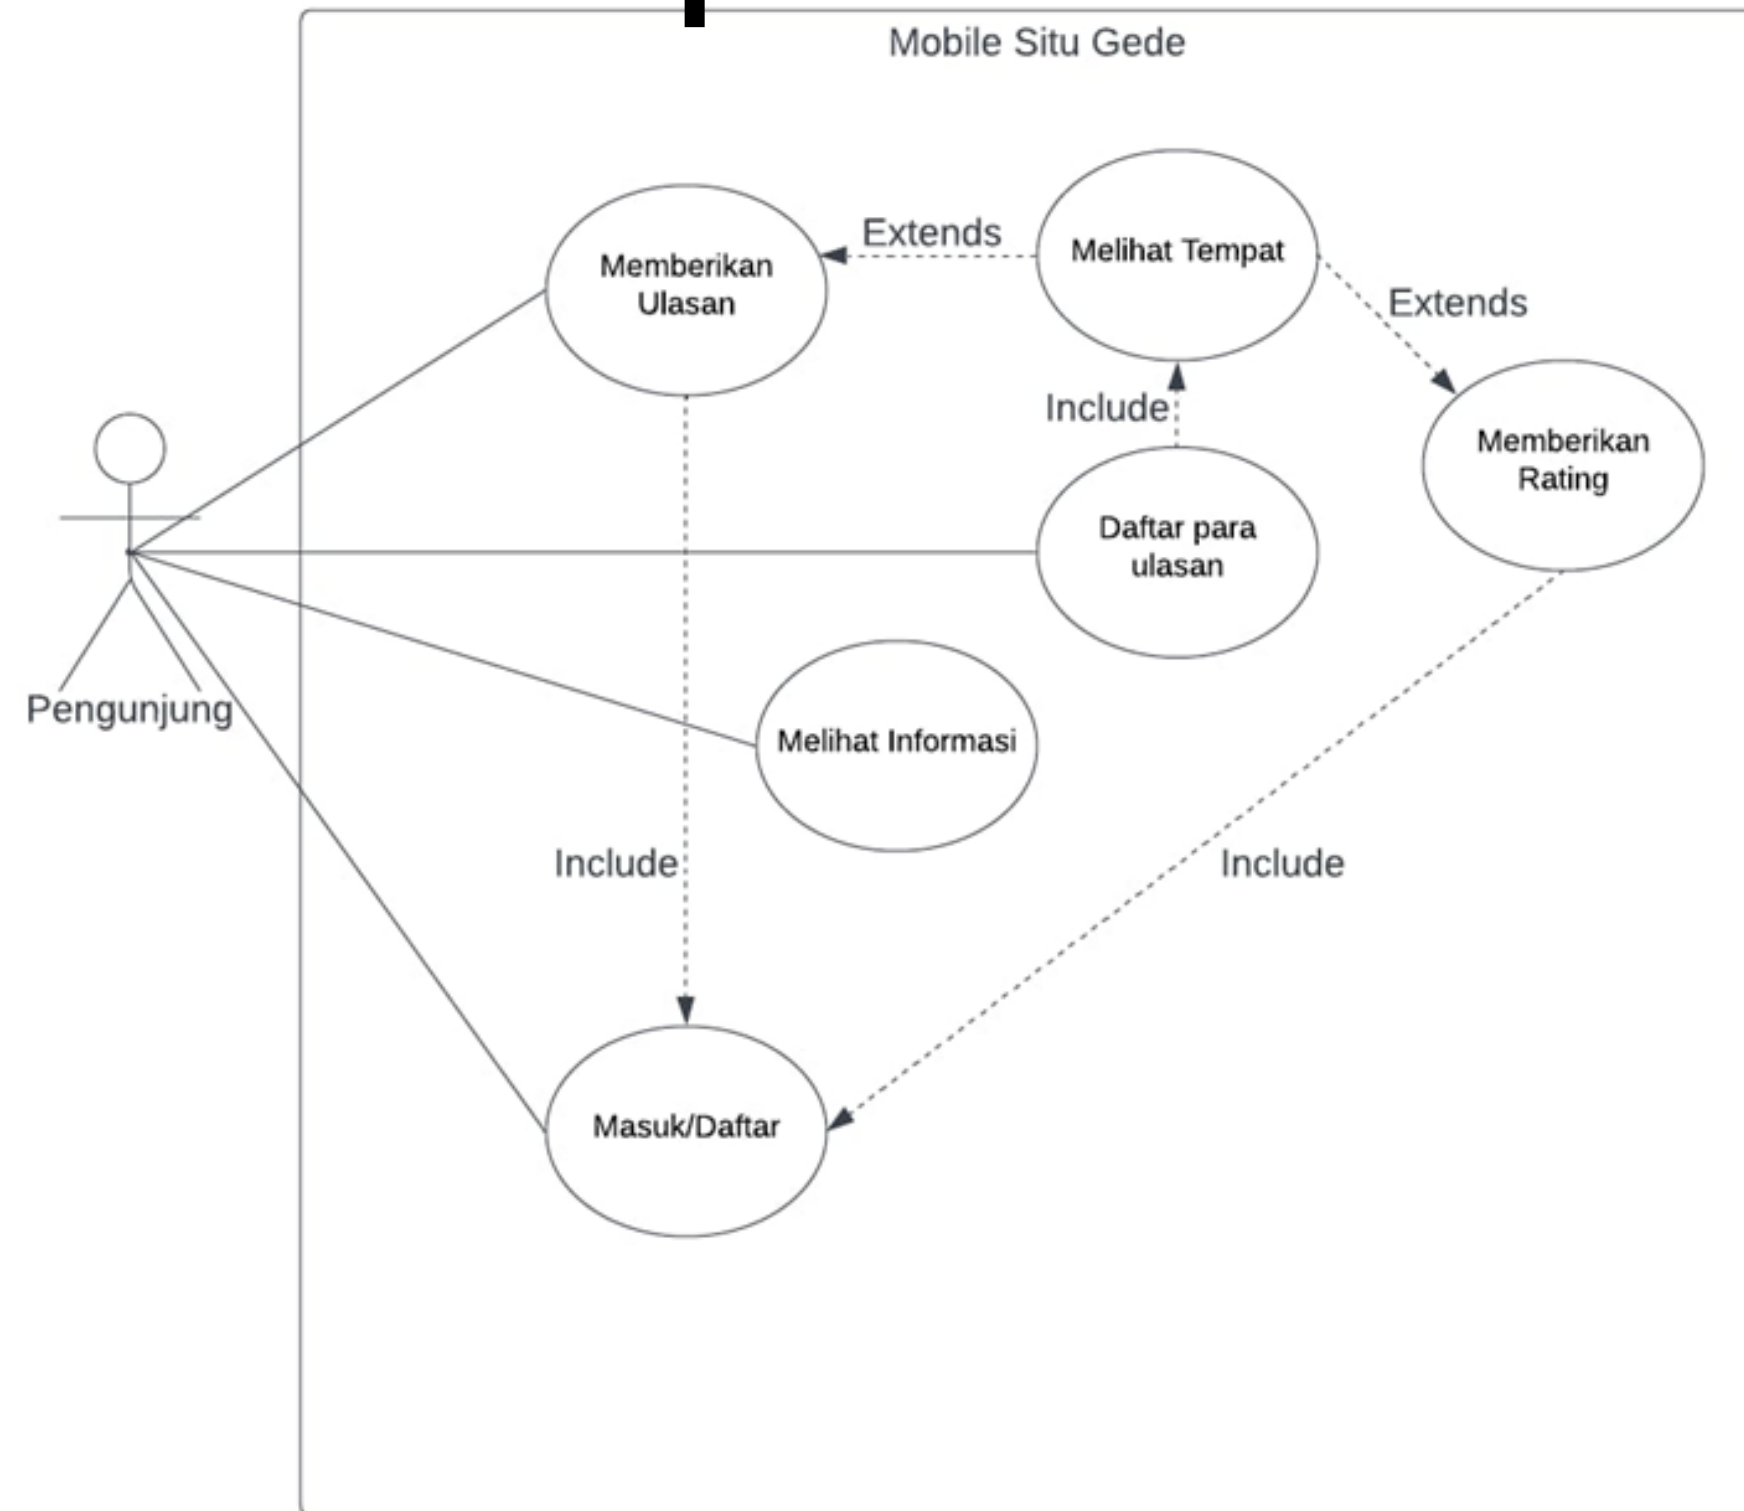 Mobile Situ Gede
Extends
Melihat Tempat
Memberikan
Ulasan
Extends
Include
Memberikan
Rating
Daftar para
ulasan
Pengunjung
Melihat Informasi
Include
Include
Masuk/Daftar